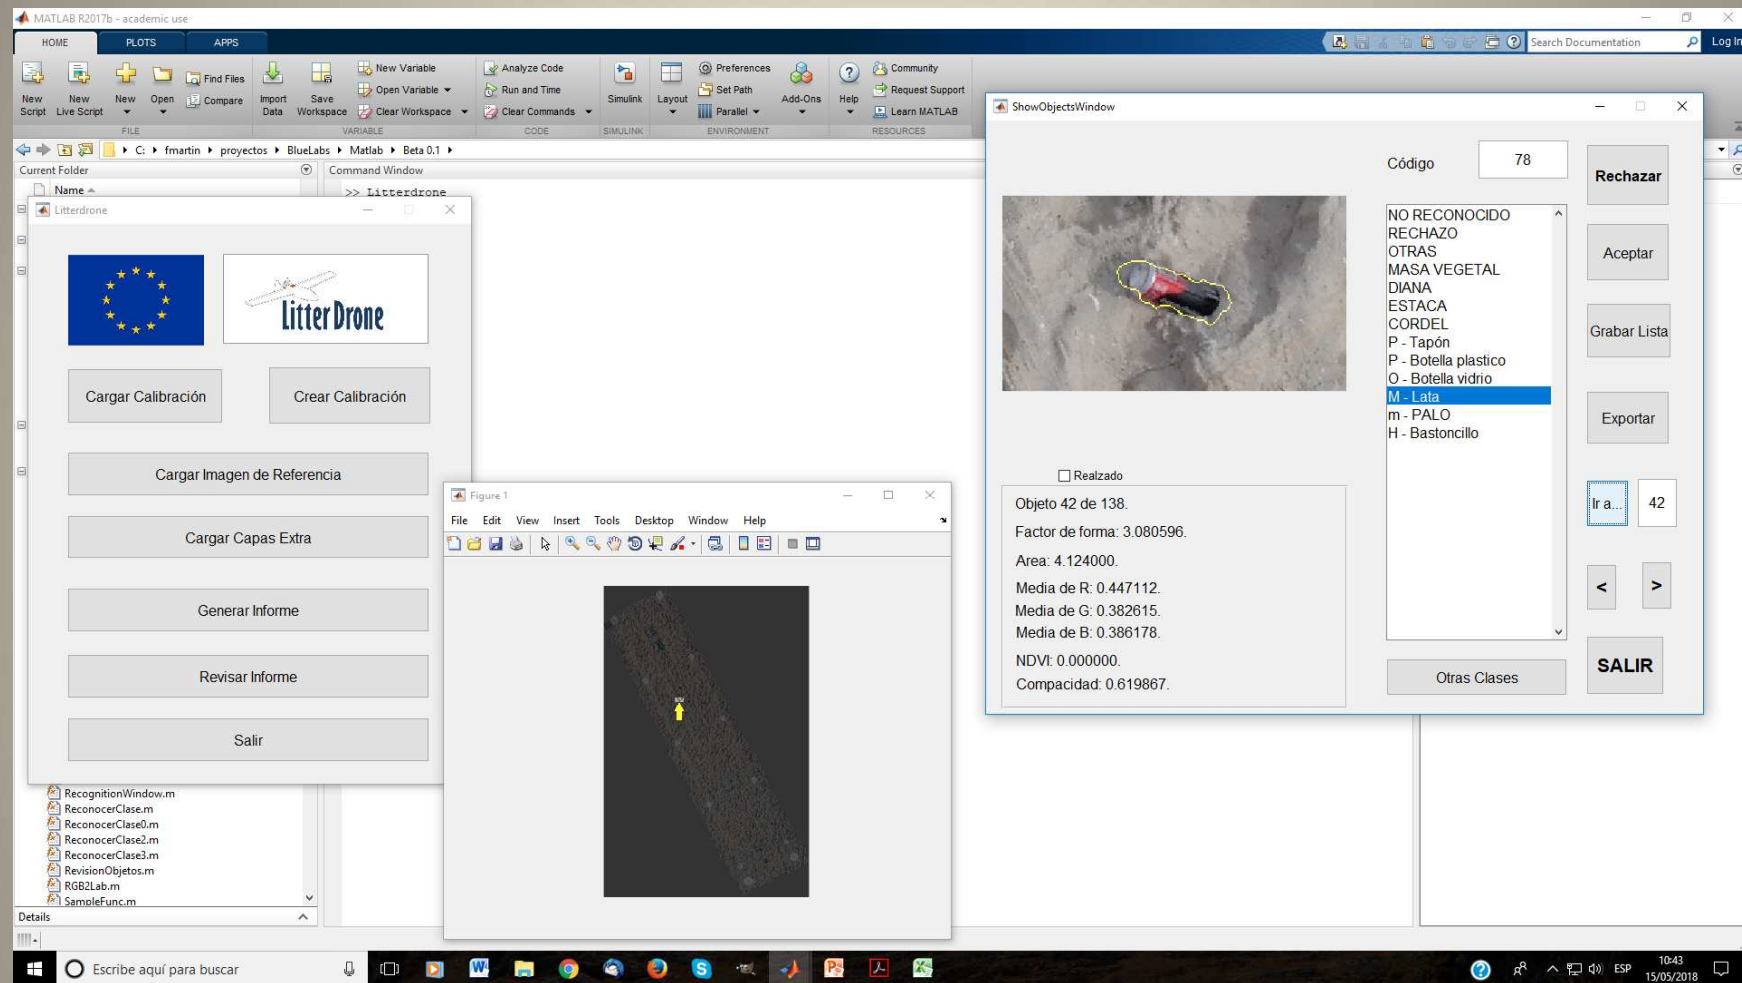 MATLAB R2017b - academic use
HOME PLOTS APPS
Search Documentation Log In
New Script
New Live Script
New
Open
Find Files
Compare
Import Data
Save Workspace
New Variable
Open Variable
Clear Workspace
Analyze Code
Run and Time
Clear Commands
Simulink
Layout
Preferences
Set Path
Parallel
Add-Ons
Help
Community
Request Support
Learn MATLAB
FILE VARIABLE CODE SIMULINK ENVIRONMENT RESOURCES
C: fmartin proyectos BlueLabs Matlab Beta 0.1
Current Folder
Name
Command Window
>> Litterdrone
Litterdrone
LitterDrone
Cargar Calibración
Crear Calibración
Cargar Imagen de Referencia
Cargar Capas Extra
Generar Informe
Revisar Informe
Salir
RecognitionWindow.m
ReconocerClase.m
ReconocerClase0.m
ReconocerClase2.m
ReconocerClase3.m
RevisionObjetos.m
RGB2Lab.m
SampleFunc.m
Details
Figure 1
File Edit View Insert Tools Desktop Window Help
ShowObjectsWindow
Código 78
NO RECONOCIDO
RECHAZO
OTRAS
MASA VEGETAL
DIANA
ESTACA
CORDEL
P - Tapón
P - Botella plastico
O - Botella vidrio
M - Lata
m - PALO
H - Bastoncillo
Otras Clases
Rechazar
Aceptar
Grabar Lista
Exportar
Ir a... 42
< >
SALIR
Realzado
Objeto 42 de 138.
Factor de forma: 3.080596.
Area: 4.124000.
Media de R: 0.447112.
Media de G: 0.382615.
Media de B: 0.386178.
NDVI: 0.000000.
Compacidad: 0.619867.
Escribe aquí para buscar
ESP
10:43
15/05/2018